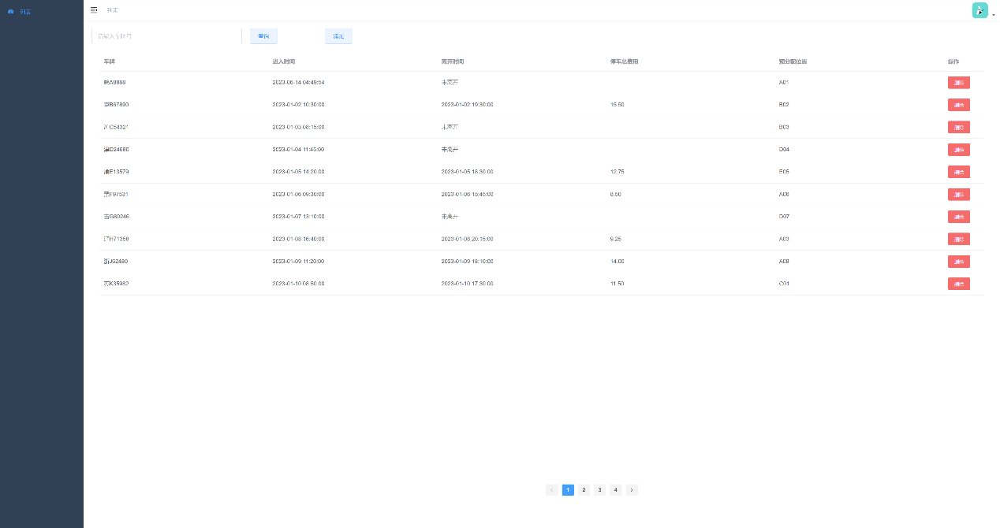 列表
列表
请输入车牌号 查询 添加
车牌 进入时间 离开时间 停车总费用 预分配位置 操作
皖A8888 2023-06-14 04:49:54 未离开 A01 删除
京B67890 2023-01-02 10:30:00 2023-01-02 19:30:00 15.50 B02 删除
沪C54321 2023-01-03 08:15:00 未离开 B03 删除
津D24680 2023-01-04 11:45:00 未离开 D04 删除
渝E13579 2023-01-05 14:20:00 2023-01-05 18:30:00 12.75 E05 删除
黑F97531 2023-01-06 09:30:00 2023-01-06 15:45:00 8.50 A06 删除
吉G80246 2023-01-07 13:10:00 未离开 D07 删除
辽H71358 2023-01-08 16:40:00 2023-01-08 20:15:00 9.25 A03 删除
浙J62480 2023-01-09 11:20:00 2023-01-09 18:10:00 14.00 A08 删除
苏K35982 2023-01-10 08:50:00 2023-01-10 17:30:00 11.50 C01 删除
1 2 3 4